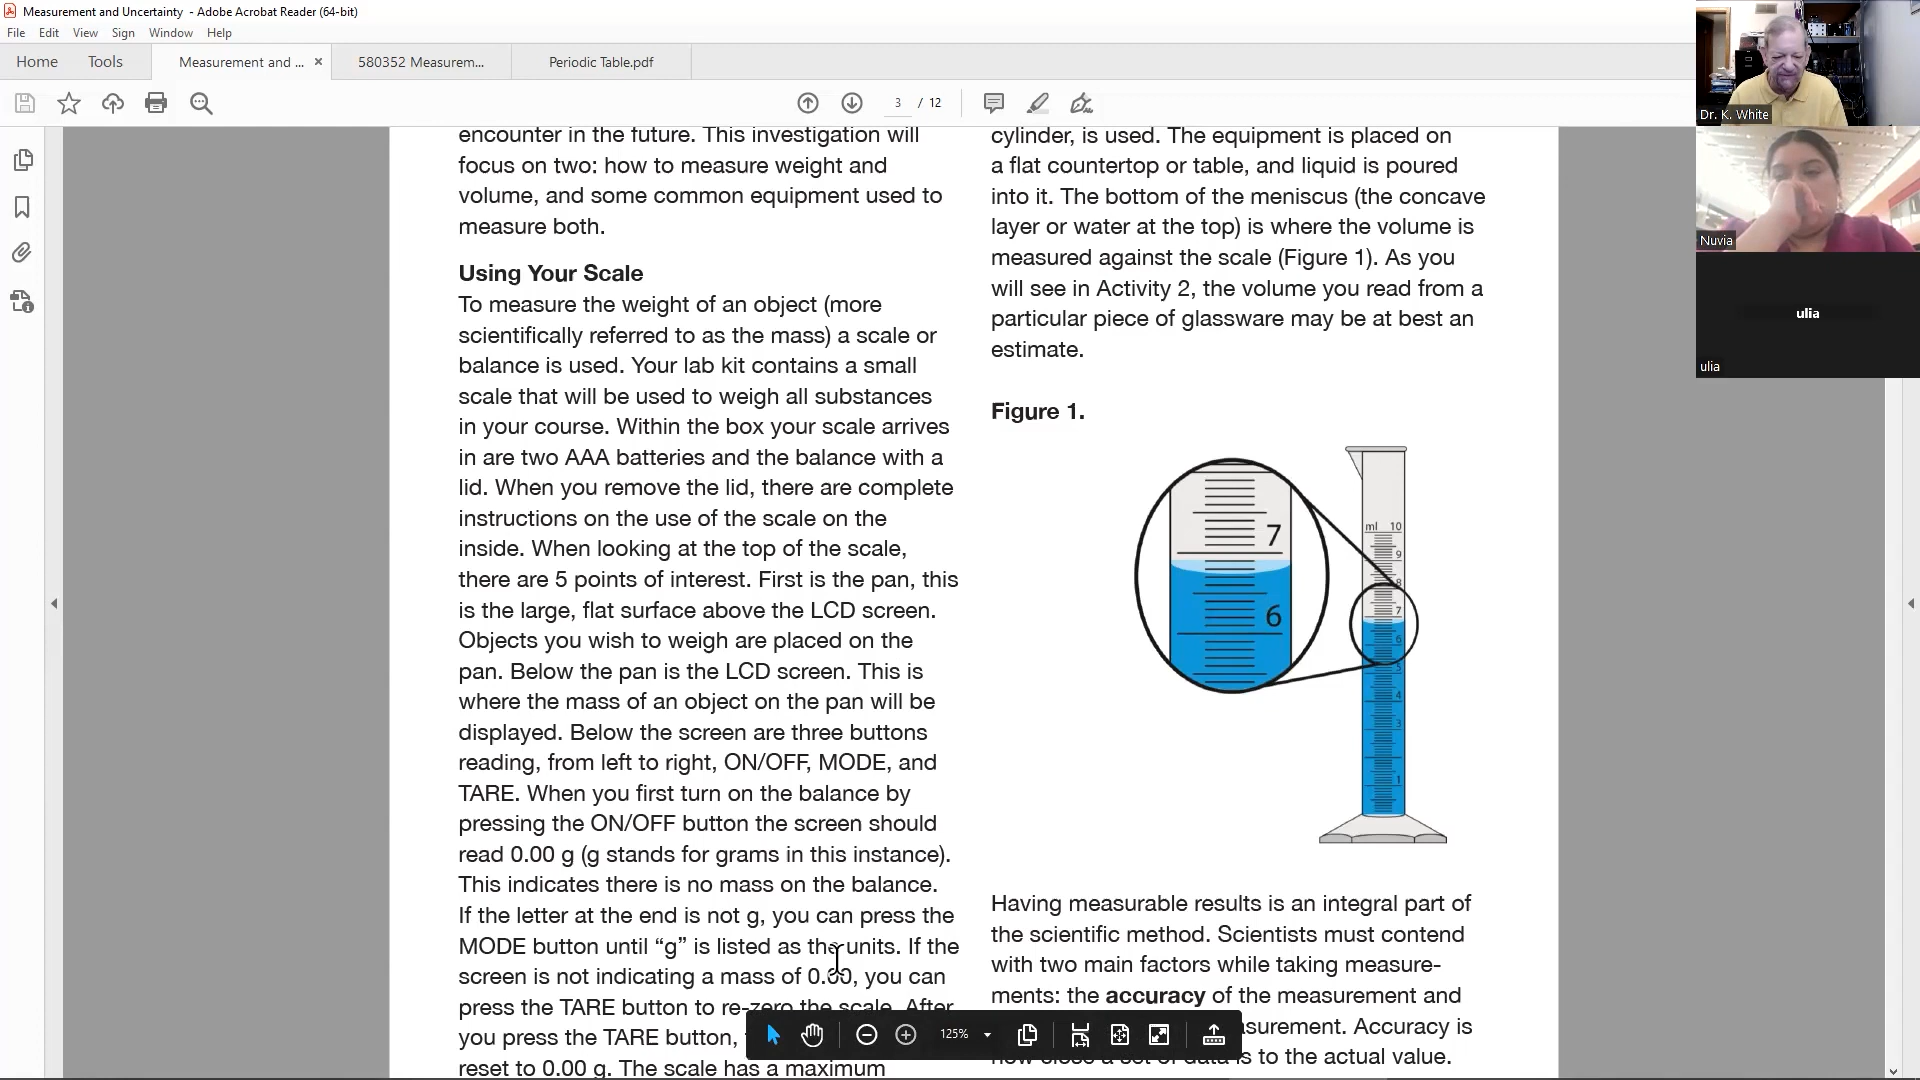 Measurement and Uncertainty - Adobe Acrobat Reader (64-bit)
File Edit View Sign Window Help
Home Tools Measurement and ... × 580352 Measurem... Periodic Table.pdf
3 / 12
encounter in the future. This investigation will
focus on two: how to measure weight and
volume, and some common equipment used to
measure both.
Using Your Scale
To measure the weight of an object (more
scientifically referred to as the mass) a scale or
balance is used. Your lab kit contains a small
scale that will be used to weigh all substances
in your course. Within the box your scale arrives
in are two AAA batteries and the balance with a
lid. When you remove the lid, there are complete
instructions on the use of the scale on the
inside. When looking at the top of the scale,
there are 5 points of interest. First is the pan, this
is the large, flat surface above the LCD screen.
Objects you wish to weigh are placed on the
pan. Below the pan is the LCD screen. This is
where the mass of an object on the pan will be
displayed. Below the screen are three buttons
reading, from left to right, ON/OFF, MODE, and
TARE. When you first turn on the balance by
pressing the ON/OFF button the screen should
read 0.00 g (g stands for grams in this instance).
This indicates there is no mass on the balance.
If the letter at the end is not g, you can press the
MODE button until “g” is listed as the units. If the
screen is not indicating a mass of 0.00, you can
press the TARE button to re-zero the scale. After
you press the TARE button,
reset to 0.00 g. The scale has a maximum
cylinder, is used. The equipment is placed on
a flat countertop or table, and liquid is poured
into it. The bottom of the meniscus (the concave
layer or water at the top) is where the volume is
measured against the scale (Figure 1). As you
will see in Activity 2, the volume you read from a
particular piece of glassware may be at best an
estimate.
Figure 1.
7
6
ml 10
9
8
7
6
5
4
3
1
Having measurable results is an integral part of
the scientific method. Scientists must contend
with two main factors while taking measure-
ments: the accuracy of the measurement and
asurement. Accuracy is
how close a set of data is to the actual value.
125%
Dr. K. White
Nuvia
ulia
ulia